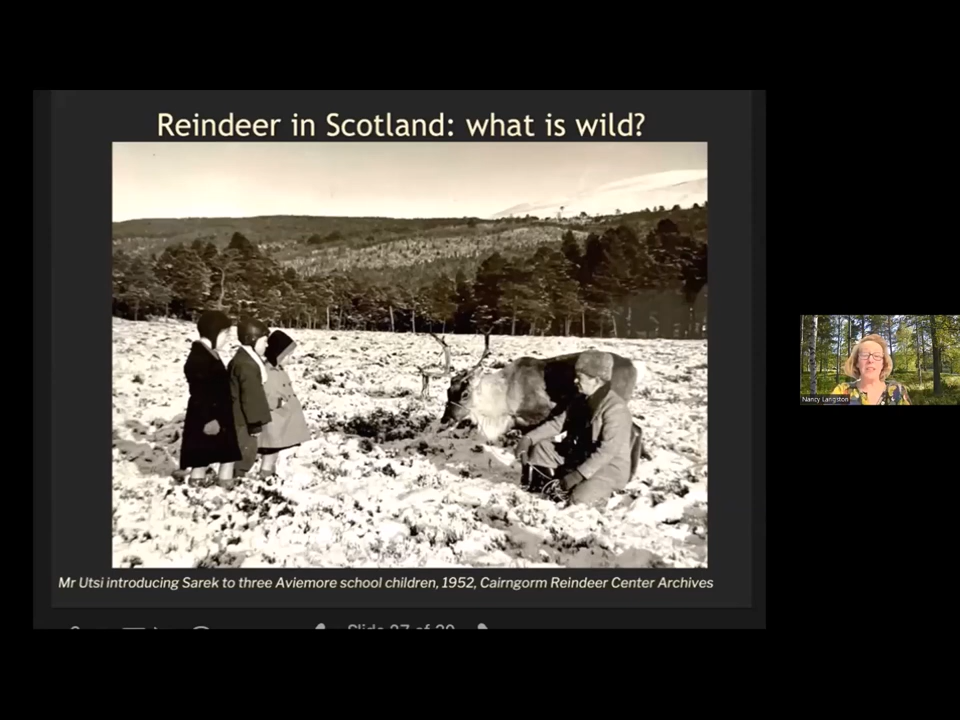 Reindeer in Scotland: what is wild?
Mr Utsi introducing Sarek to three Aviemore school children, 1952, Cairngorm Reindeer Center Archives
Nancy Langston